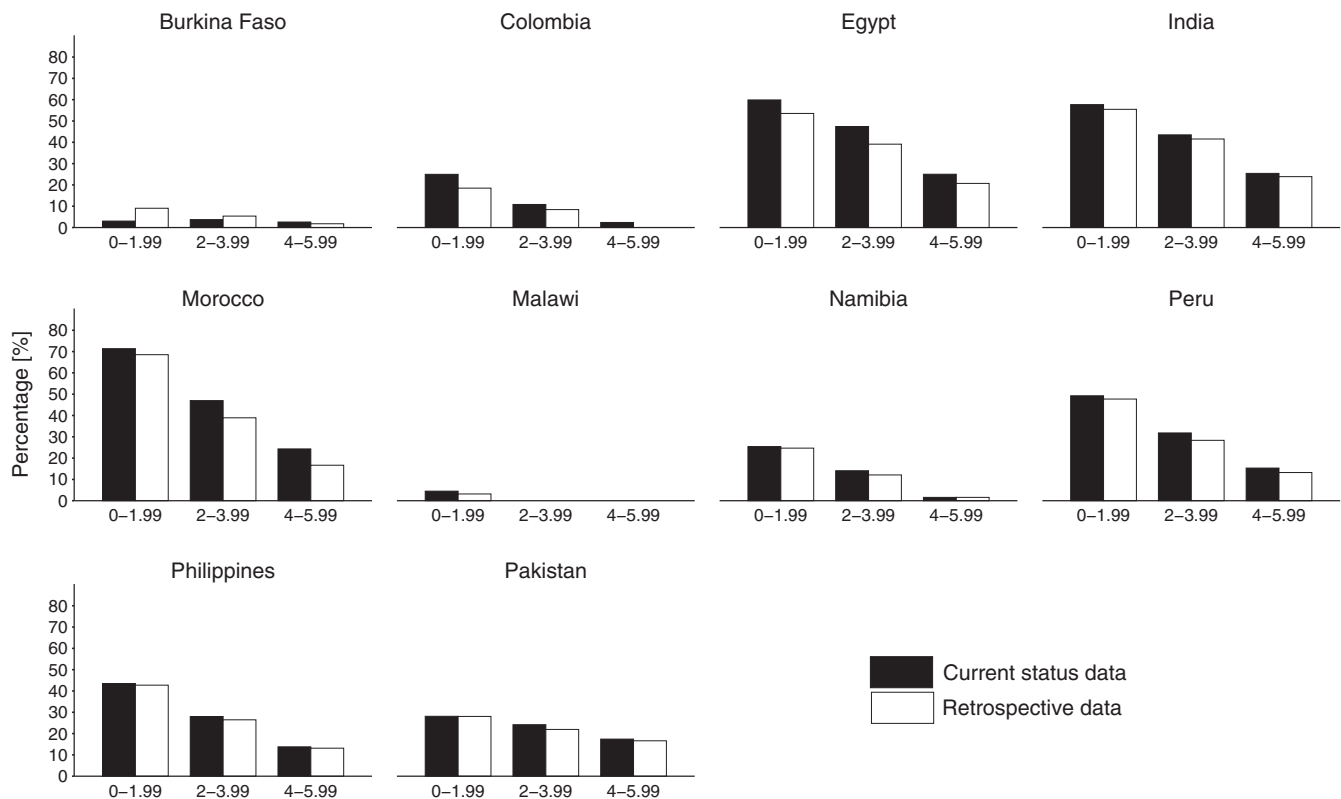 Burkina Faso
Colombia
Egypt
India
80
70
60
50
40
30
20
10
0
0–1.99 2–3.99 4–5.99
0–1.99 2–3.99 4–5.99
0–1.99 2–3.99 4–5.99
0–1.99 2–3.99 4–5.99
Percentage [%]
Morocco
Malawi
Namibia
Peru
80
70
60
50
40
30
20
10
0
0–1.99 2–3.99 4–5.99
0–1.99 2–3.99 4–5.99
0–1.99 2–3.99 4–5.99
0–1.99 2–3.99 4–5.99
Philippines
Pakistan
80
70
60
50
40
30
20
10
0
0–1.99 2–3.99 4–5.99
0–1.99 2–3.99 4–5.99
Current status data
Retrospective data